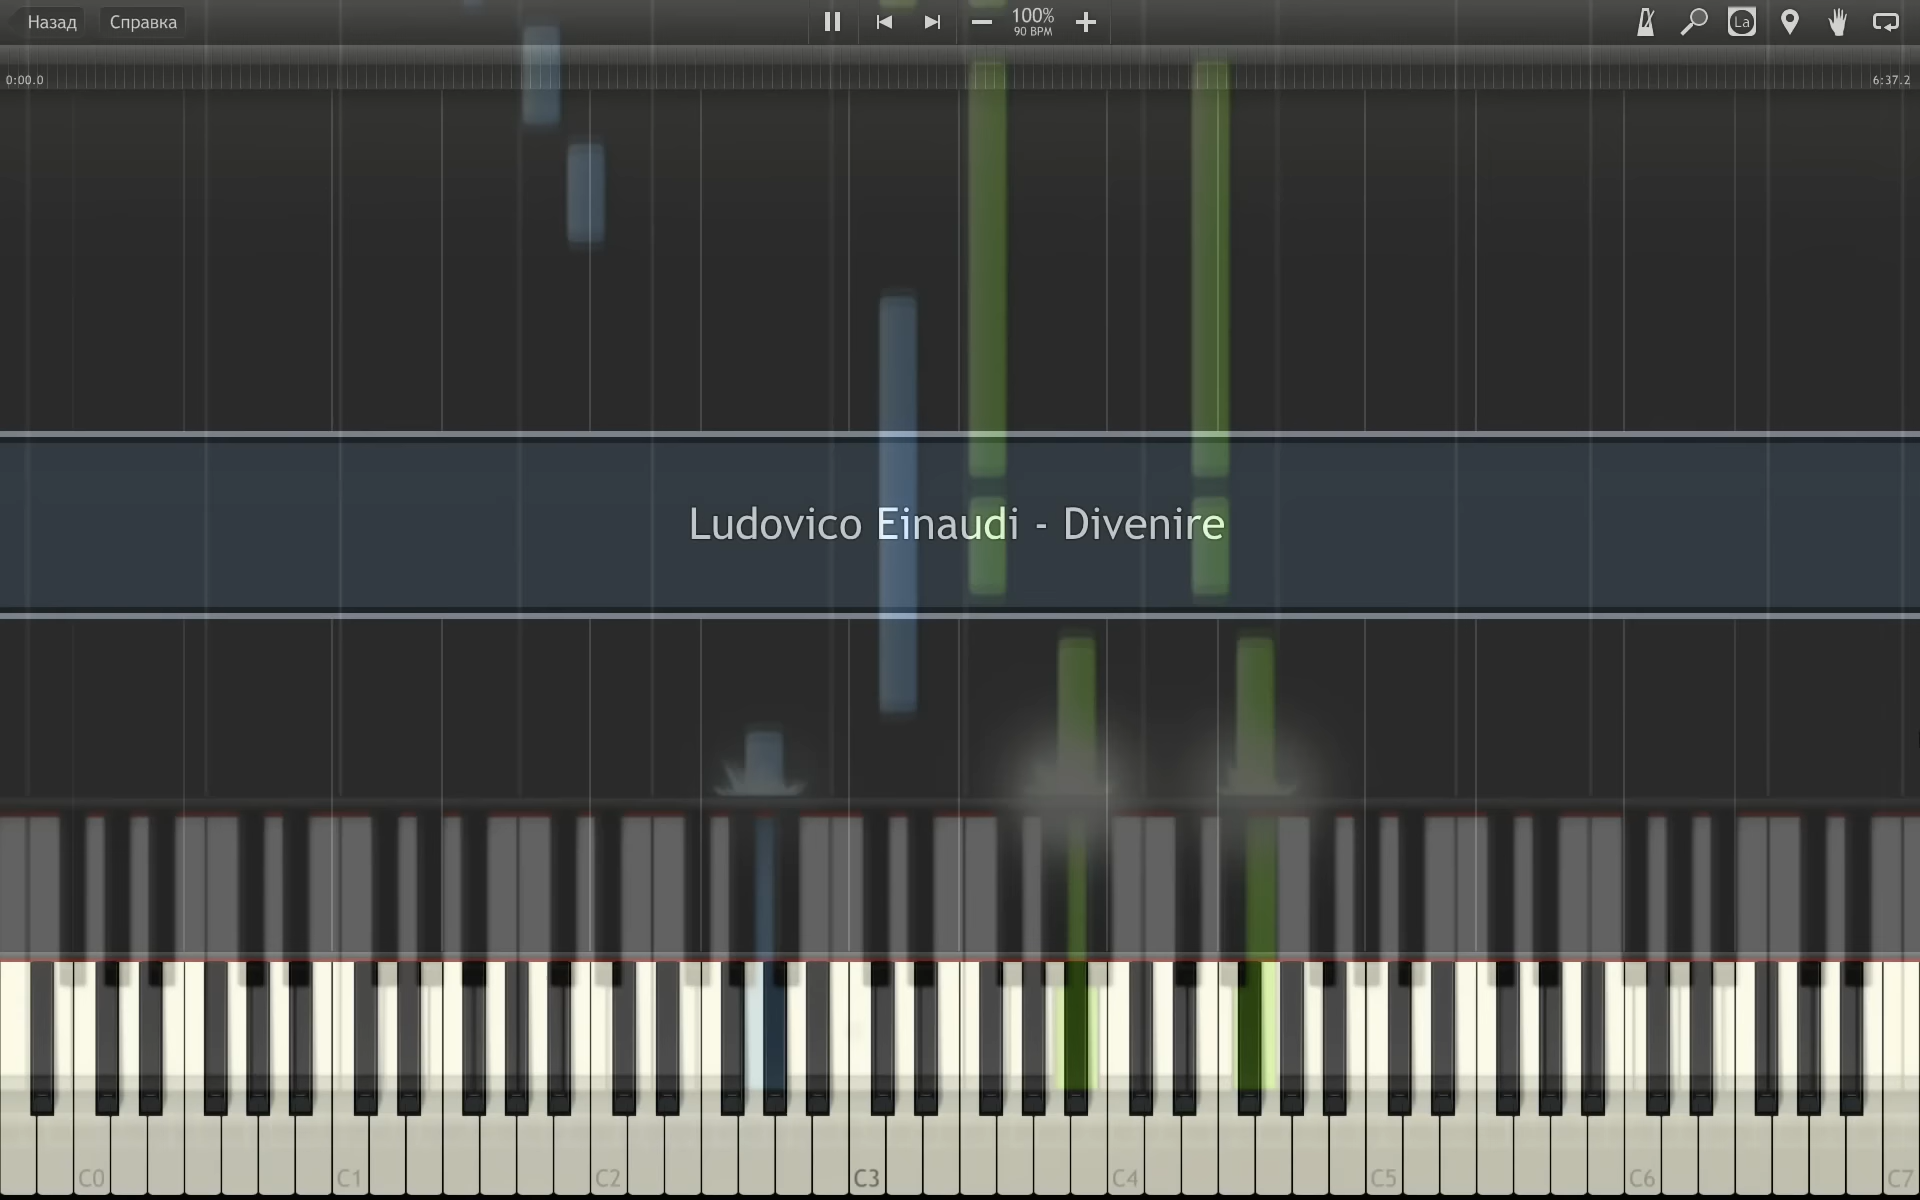 Назад Справка 100% La
90 BPM
0:00.0 6:37.2
Ludovico Einaudi - Divenire
C0 C1 C2 C3 C4 C5 C6 C7